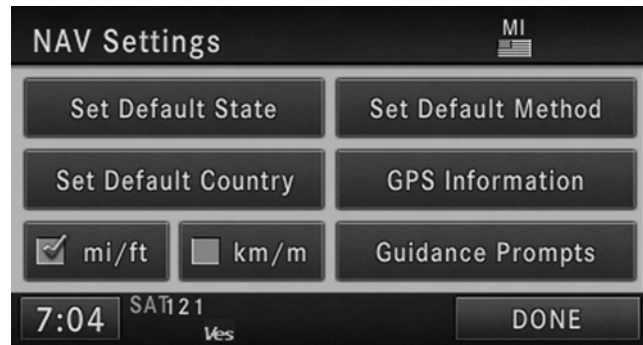 NAV Settings
MI
Set Default State
Set Default Method
Set Default Country
GPS Information
mi/ft
km/m
Guidance Prompts
7:04
SAT121
Ves
DONE